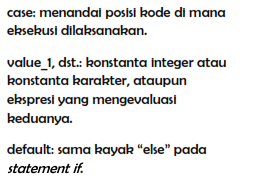 case: menandai posisi kode di mana
eksekusi dilaksanakan.
value_1, dst.: konstanta integer atau
konstanta karakter, ataupun
ekspresi yang mengevaluasi
keduanya.
default: sama kayak “else” pada
statement if.